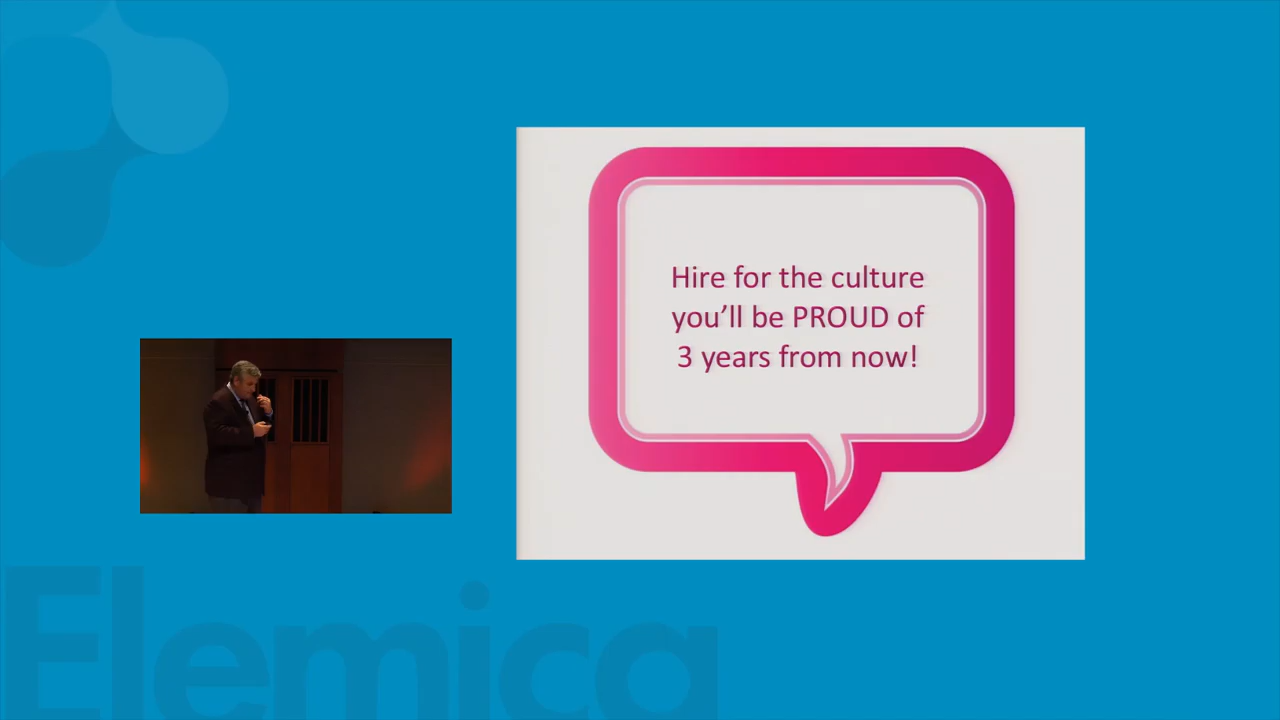 Hire for the culture
you'll be PROUD of
3 years from now!
Elemica